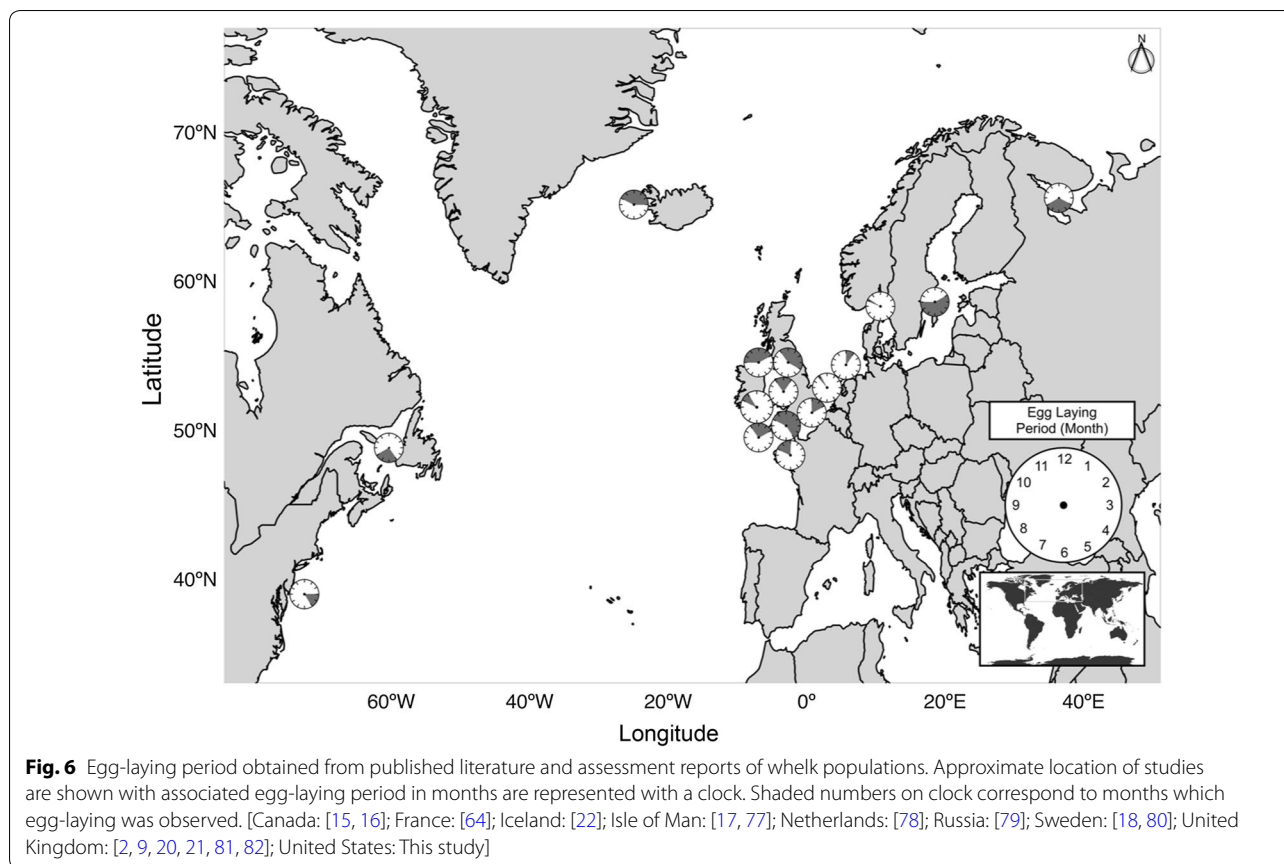 N
70°N
60°N
50°N
40°N
Latitude
Egg Laying
Period (Month)
12
11 1
10 2
9 3
8 4
7 5
6
60°W 40°W 20°W 0° 20°E 40°E
Longitude
Fig. 6 Egg-laying period obtained from published literature and assessment reports of whelk populations. Approximate location of studies
are shown with associated egg-laying period in months are represented with a clock. Shaded numbers on clock correspond to months which
egg-laying was observed. [Canada: [15, 16]; France: [64]; Iceland: [22]; Isle of Man: [17, 77]; Netherlands: [78]; Russia: [79]; Sweden: [18, 80]; United
Kingdom: [2, 9, 20, 21, 81, 82]; United States: This study]